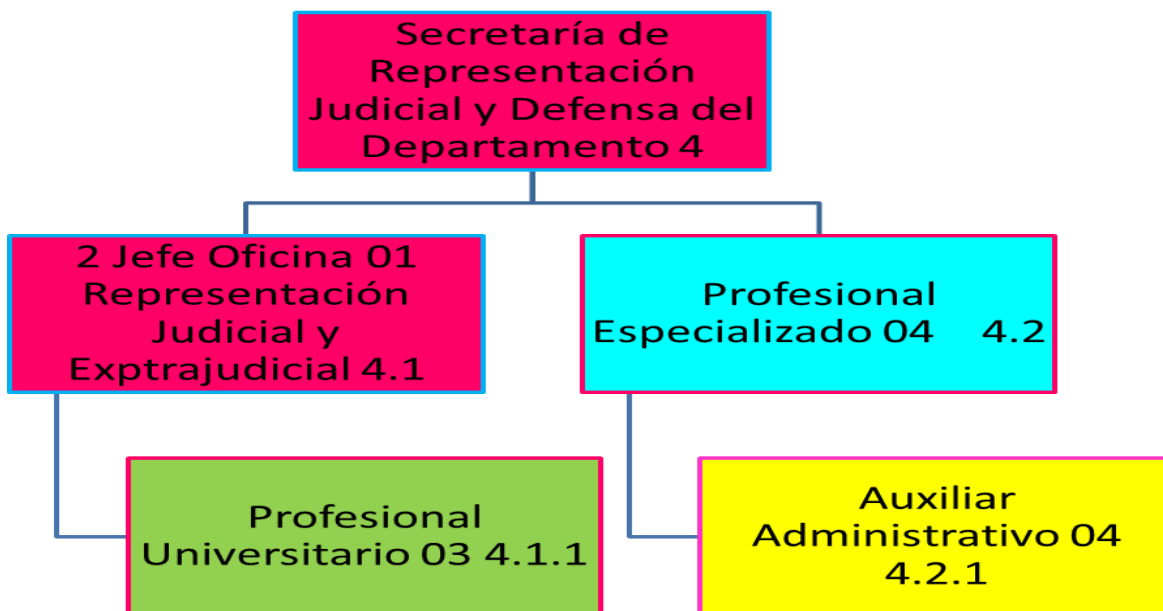 Secretaría de
Representación
Judicial y Defensa del
Departamento 4
2 Jefe Oficina 01
Representación
Judicial y
Exptrajudicial 4.1
Profesional
Especializado 04 4.2
Profesional
Universitario 03 4.1.1
Auxiliar
Administrativo 04
4.2.1